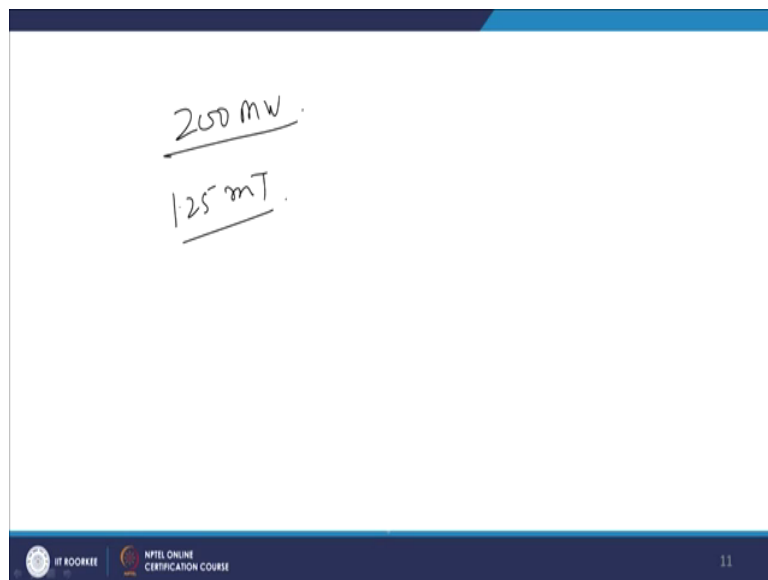 200 mW.
1.25 mT.
IIT ROORKEE
NPTEL ONLINE
CERTIFICATION COURSE
11